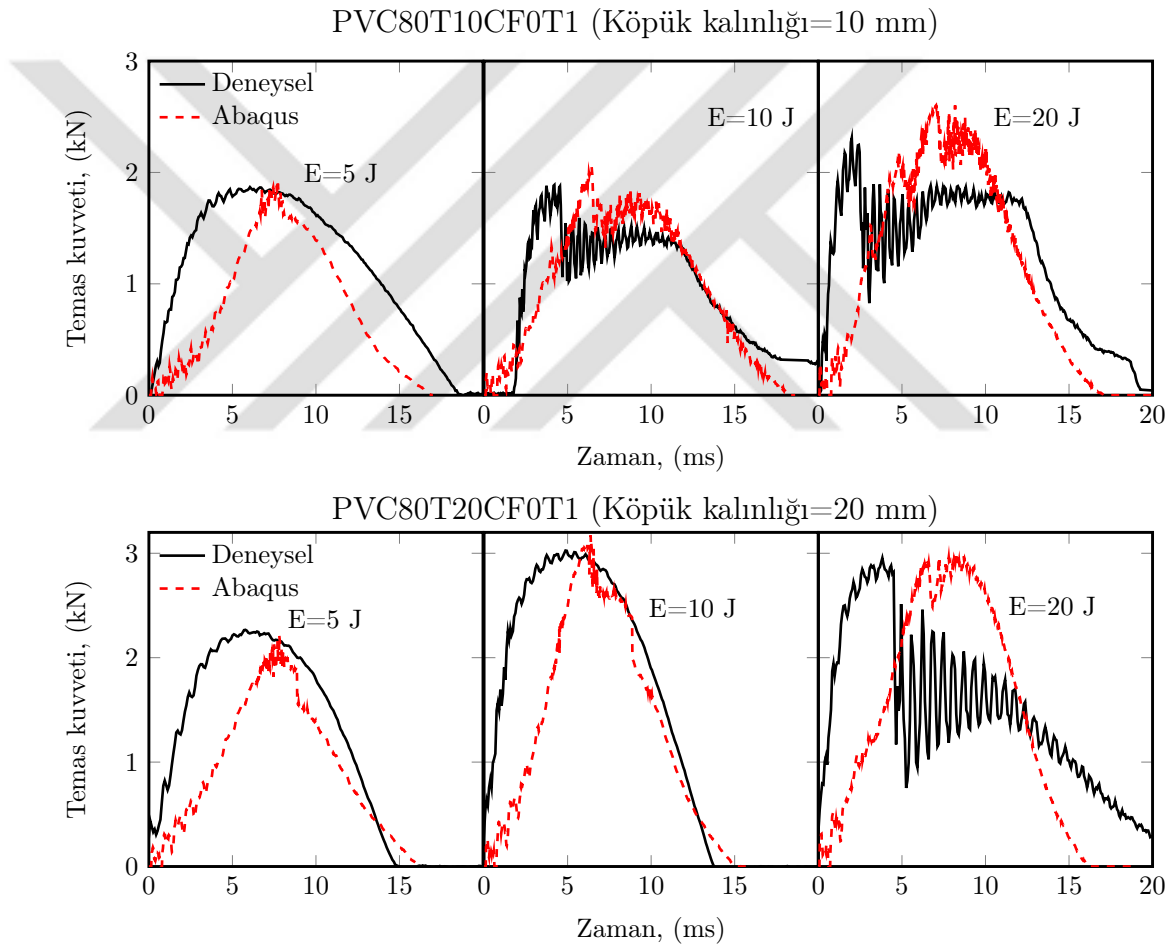 PVC80T10CF0T1 (Köpük kalınlığı=10 mm)
Temas kuvveti, (kN)
3
2
1
0
Deneysel
Abaqus
E=5 J
E=10 J
E=20 J
0 5 10 15 0 5 10 15 0 5 10 15 20
Zaman, (ms)
PVC80T20CF0T1 (Köpük kalınlığı=20 mm)
Temas kuvveti, (kN)
3
2
1
0
Deneysel
Abaqus
E=5 J
E=10 J
E=20 J
0 5 10 15 0 5 10 15 0 5 10 15 20
Zaman, (ms)